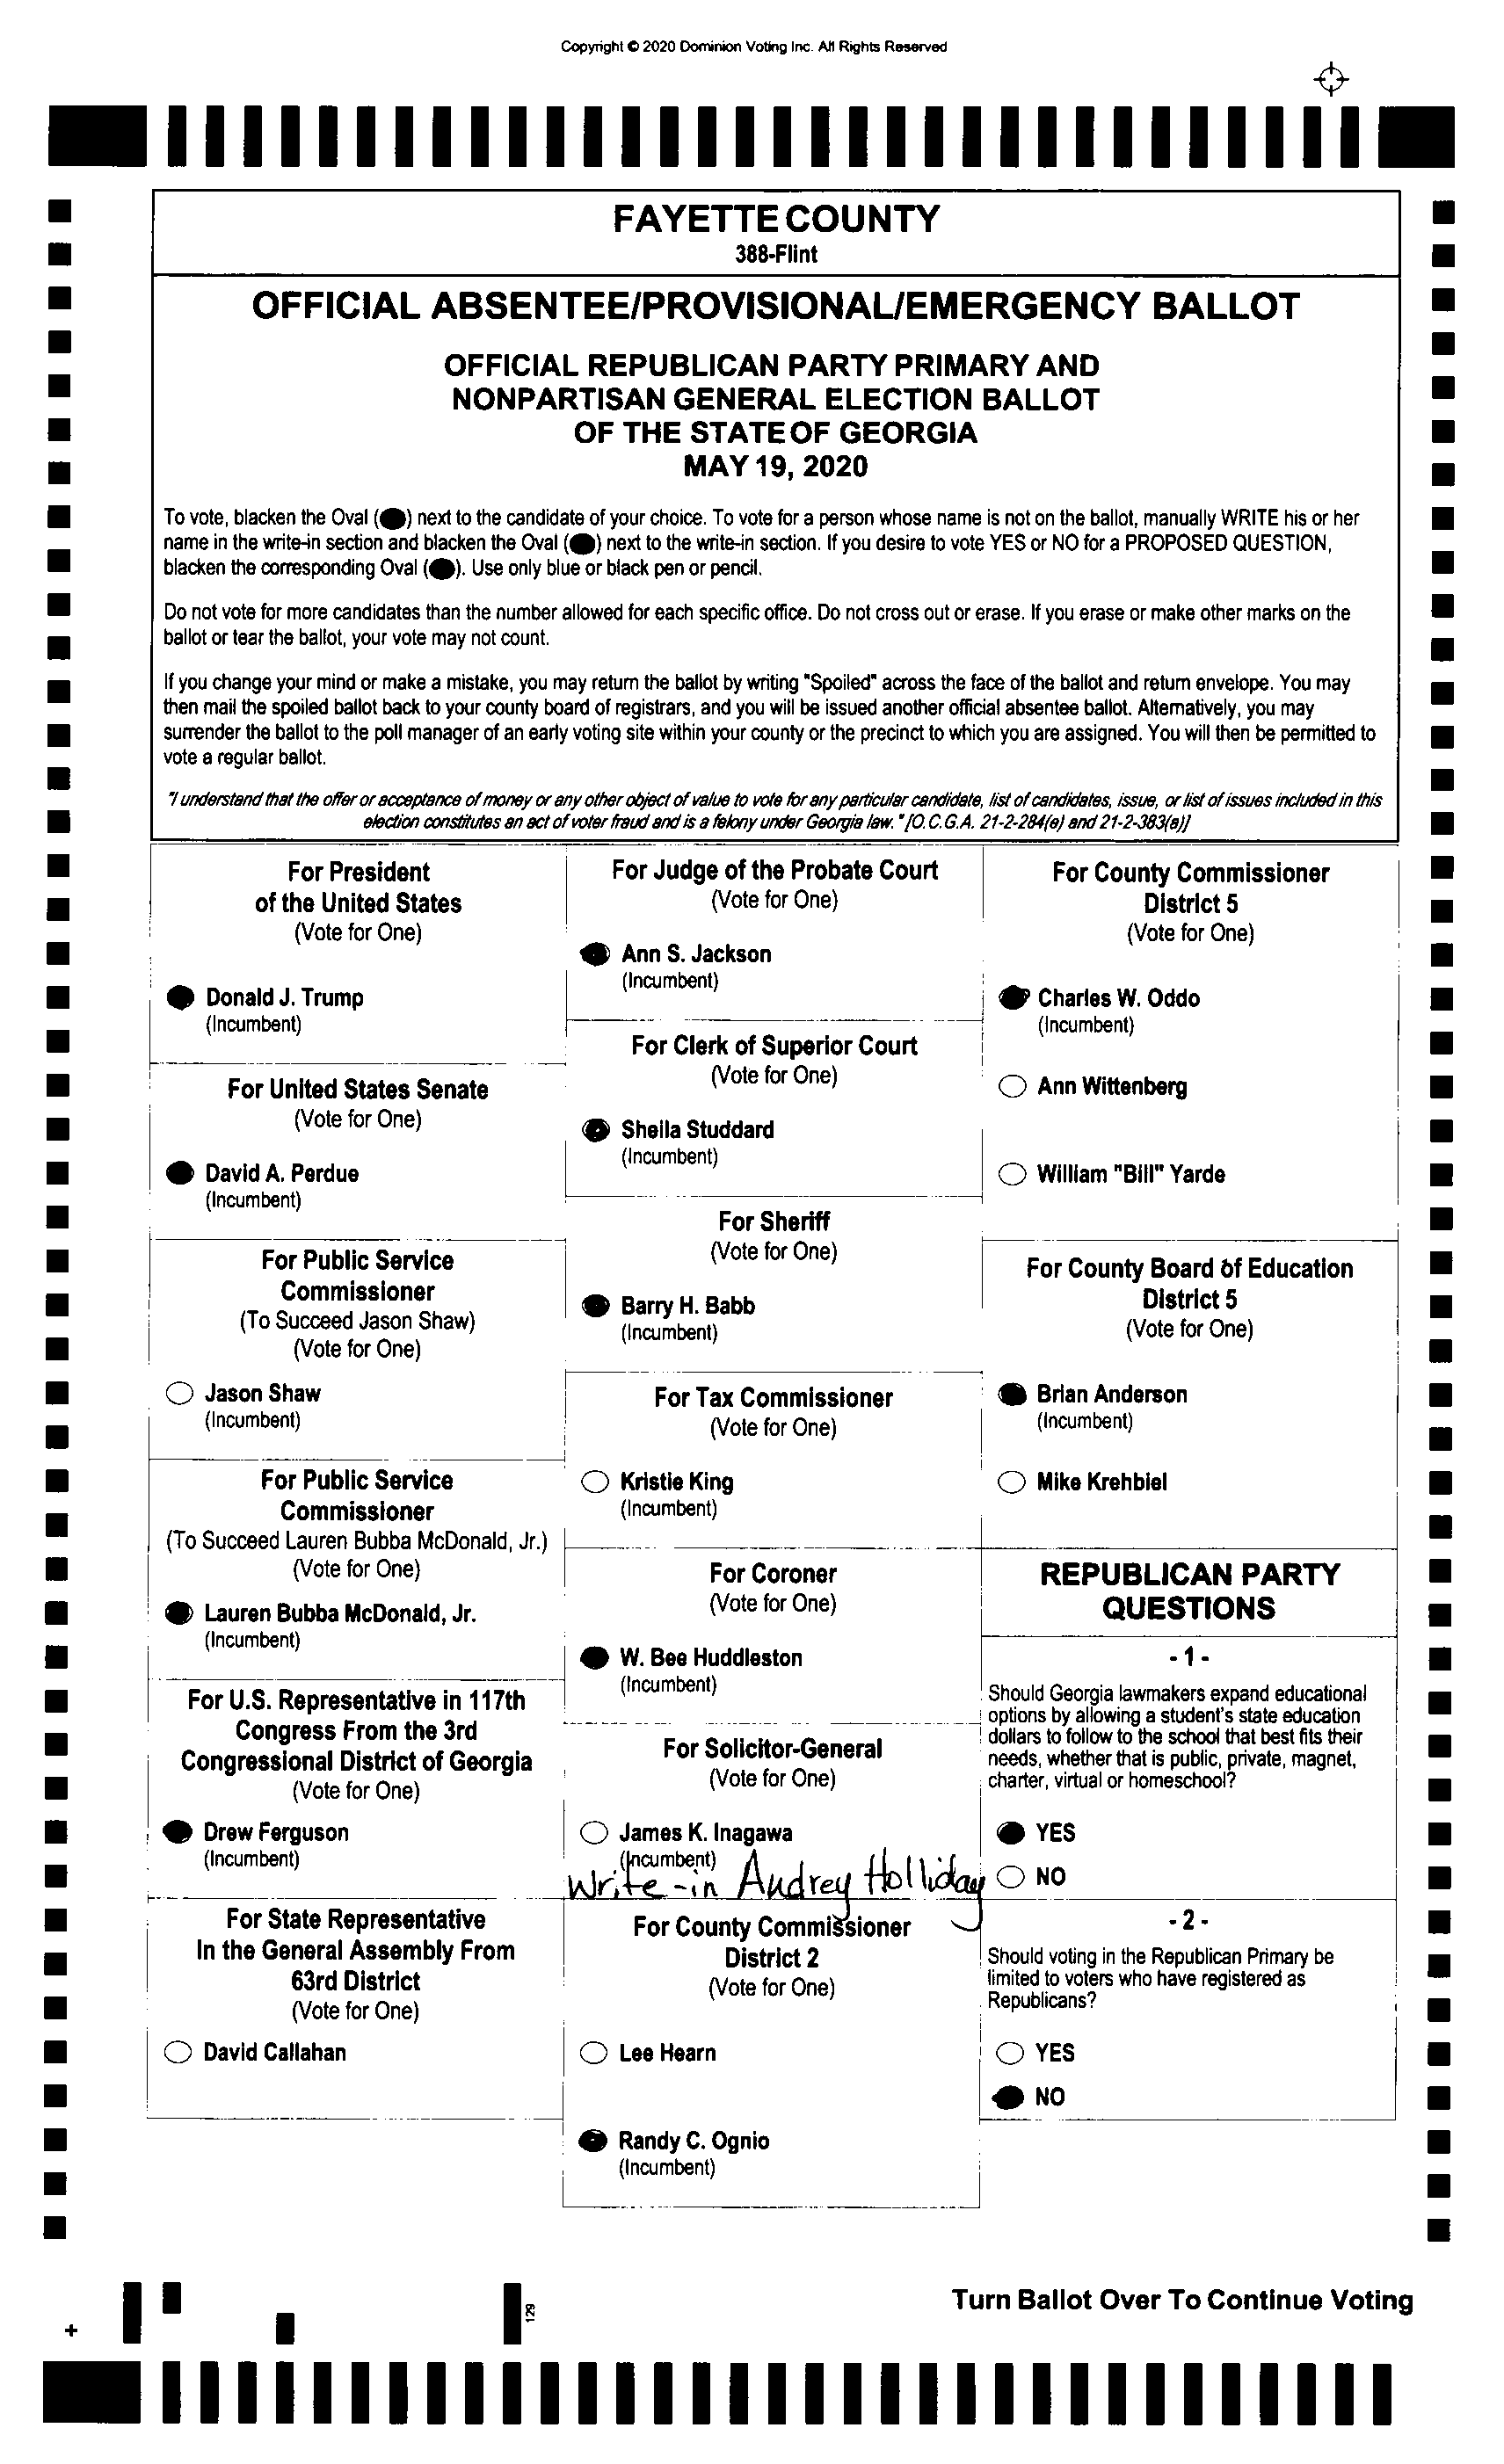 Copyright © 2020 Dominion Voting Inc. All Rights Reserved
FAYETTE COUNTY
388-Flint
OFFICIAL ABSENTEE/PROVISIONAL/EMERGENCY BALLOT
OFFICIAL REPUBLICAN PARTY PRIMARY AND
NONPARTISAN GENERAL ELECTION BALLOT
OF THE STATE OF GEORGIA
MAY 19, 2020
To vote, blacken the Oval (●) next to the candidate of your choice. To vote for a person whose name is not on the ballot, manually WRITE his or her
name in the write-in section and blacken the Oval (●) next to the write-in section. If you desire to vote YES or NO for a PROPOSED QUESTION,
blacken the corresponding Oval (●). Use only blue or black pen or pencil.
Do not vote for more candidates than the number allowed for each specific office. Do not cross out or erase. If you erase or make other marks on the
ballot or tear the ballot, your vote may not count.
If you change your mind or make a mistake, you may return the ballot by writing "Spoiled" across the face of the ballot and return envelope. You may
then mail the spoiled ballot back to your county board of registrars, and you will be issued another official absentee ballot. Alternatively, you may
surrender the ballot to the poll manager of an early voting site within your county or the precinct to which you are assigned. You will then be permitted to
vote a regular ballot.
"I understand that the offer or acceptance of money or any other object of value to vote for any particular candidate, list of candidates, issue, or list of issues included in this
election constitutes an act of voter fraud and is a felony under Georgia law." [O.C.G.A. 21-2-284(e) and 21-2-383(a)]
For President
of the United States
(Vote for One)
Donald J. Trump
(Incumbent)
For United States Senate
(Vote for One)
David A. Perdue
(Incumbent)
For Public Service
Commissioner
(To Succeed Jason Shaw)
(Vote for One)
Jason Shaw
(Incumbent)
For Public Service
Commissioner
(To Succeed Lauren Bubba McDonald, Jr.)
(Vote for One)
Lauren Bubba McDonald, Jr.
(Incumbent)
For U.S. Representative in 117th
Congress From the 3rd
Congressional District of Georgia
(Vote for One)
Drew Ferguson
(Incumbent)
For State Representative
In the General Assembly From
63rd District
(Vote for One)
David Callahan
For Judge of the Probate Court
(Vote for One)
Ann S. Jackson
(Incumbent)
For Clerk of Superior Court
(Vote for One)
Sheila Studdard
(Incumbent)
For Sheriff
(Vote for One)
Barry H. Babb
(Incumbent)
For Tax Commissioner
(Vote for One)
Kristie King
(Incumbent)
For Coroner
(Vote for One)
W. Bee Huddleston
(Incumbent)
For Solicitor-General
(Vote for One)
James K. Inagawa
(Incumbent)
Write-in Audrey Holliday
For County Commissioner
District 2
(Vote for One)
Lee Hearn
Randy C. Ognio
(Incumbent)
For County Commissioner
District 5
(Vote for One)
Charles W. Oddo
(Incumbent)
Ann Wittenberg
William "Bill" Yarde
For County Board of Education
District 5
(Vote for One)
Brian Anderson
(Incumbent)
Mike Krehbiel
REPUBLICAN PARTY
QUESTIONS
- 1 -
Should Georgia lawmakers expand educational
options by allowing a student's state education
dollars to follow to the school that best fits their
needs, whether that is public, private, magnet,
charter, virtual or homeschool?
YES
NO
- 2 -
Should voting in the Republican Primary be
limited to voters who have registered as
Republicans?
YES
NO
Turn Ballot Over To Continue Voting
129